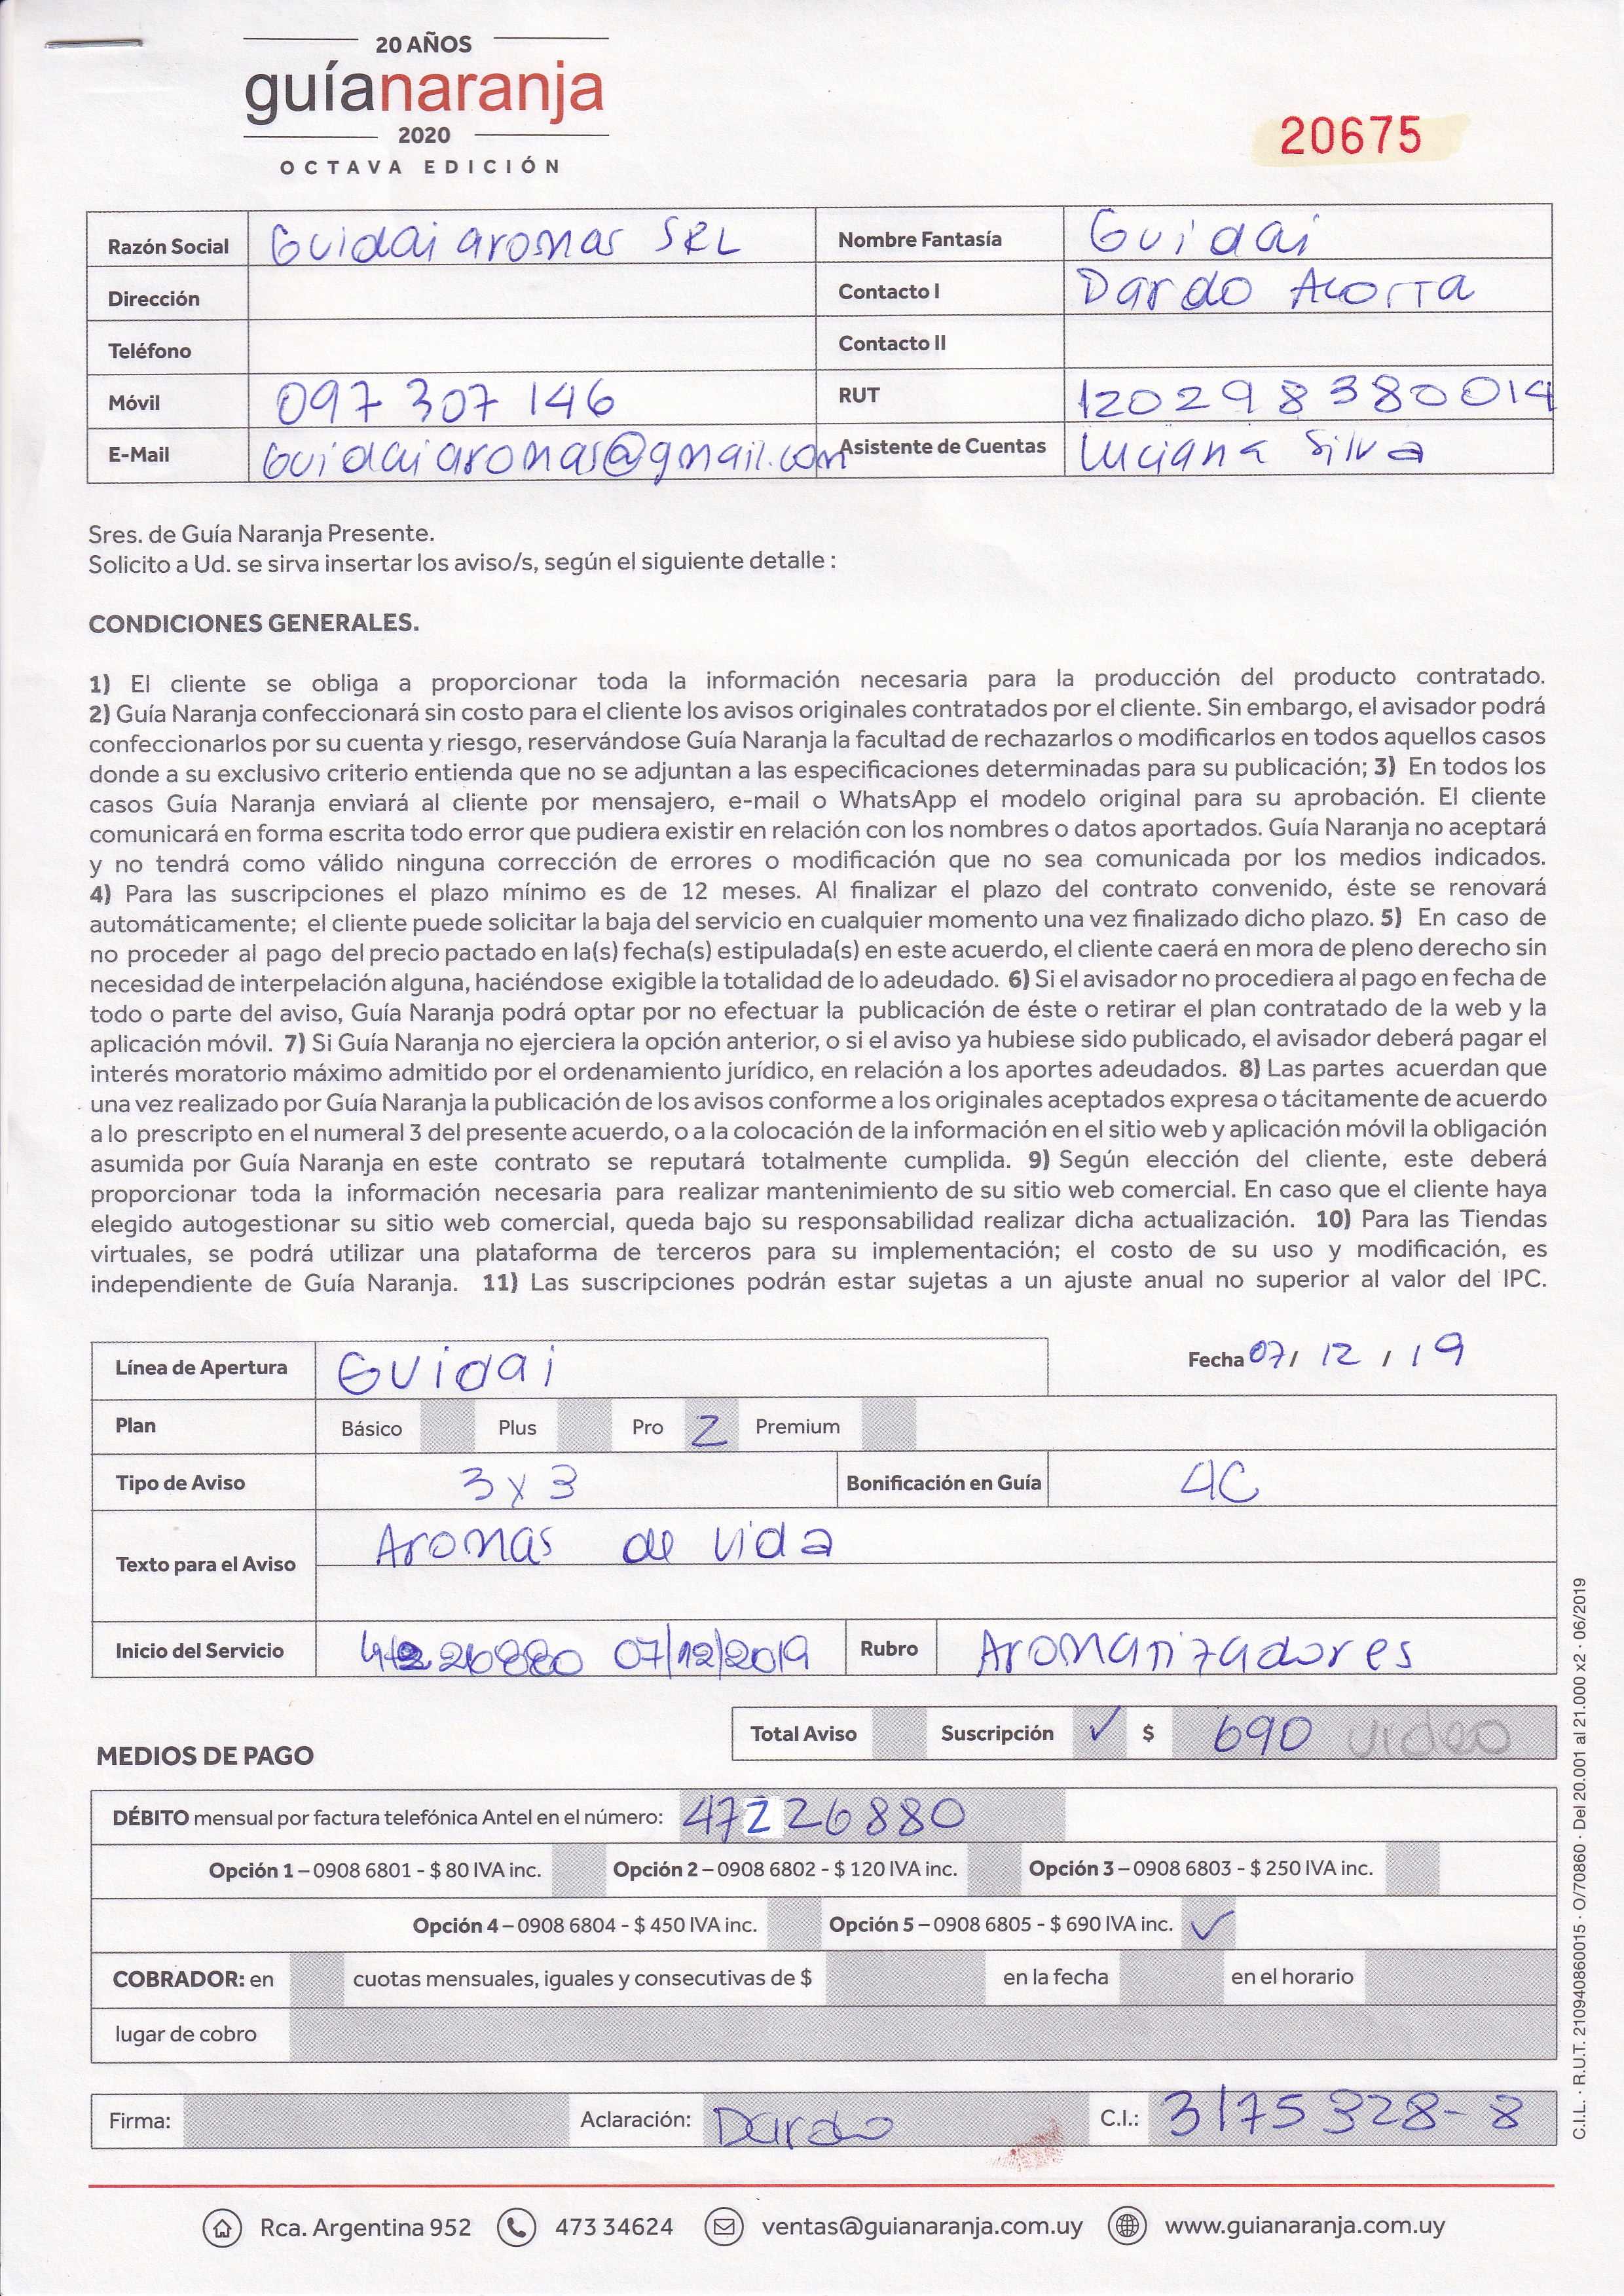 20 AÑOS
guíanaranja
2020
OCTAVA EDICIÓN
20675
Razón Social Guidai aromas SRL Nombre Fantasía Guidai
Dirección Contacto I Dardo Acosta
Teléfono Contacto II
Móvil 097 307 146 RUT 120298380014
E-Mail Guidaiaromas@gmail.com Asistente de Cuentas Luciana Silva
Sres. de Guía Naranja Presente.
Solicito a Ud. se sirva insertar los aviso/s, según el siguiente detalle :
CONDICIONES GENERALES.
1) El cliente se obliga a proporcionar toda la información necesaria para la producción del producto contratado.
2) Guía Naranja confeccionará sin costo para el cliente los avisos originales contratados por el cliente. Sin embargo, el avisador podrá
confeccionarlos por su cuenta y riesgo, reservándose Guía Naranja la facultad de rechazarlos o modificarlos en todos aquellos casos
donde a su exclusivo criterio entienda que no se adjuntan a las especificaciones determinadas para su publicación; 3) En todos los
casos Guía Naranja enviará al cliente por mensajero, e-mail o WhatsApp el modelo original para su aprobación. El cliente
comunicará en forma escrita todo error que pudiera existir en relación con los nombres o datos aportados. Guía Naranja no aceptará
y no tendrá como válido ninguna corrección de errores o modificación que no sea comunicada por los medios indicados.
4) Para las suscripciones el plazo mínimo es de 12 meses. Al finalizar el plazo del contrato convenido, éste se renovará
automáticamente; el cliente puede solicitar la baja del servicio en cualquier momento una vez finalizado dicho plazo. 5) En caso de
no proceder al pago del precio pactado en la(s) fecha(s) estipulada(s) en este acuerdo, el cliente caerá en mora de pleno derecho sin
necesidad de interpelación alguna, haciéndose exigible la totalidad de lo adeudado. 6) Si el avisador no procediera al pago en fecha de
todo o parte del aviso, Guía Naranja podrá optar por no efectuar la publicación de éste o retirar el plan contratado de la web y la
aplicación móvil. 7) Si Guía Naranja no ejerciera la opción anterior, o si el aviso ya hubiese sido publicado, el avisador deberá pagar el
interés moratorio máximo admitido por el ordenamiento jurídico, en relación a los aportes adeudados. 8) Las partes acuerdan que
una vez realizado por Guía Naranja la publicación de los avisos conforme a los originales aceptados expresa o tácitamente de acuerdo
a lo prescripto en el numeral 3 del presente acuerdo, o a la colocación de la información en el sitio web y aplicación móvil la obligación
asumida por Guía Naranja en este contrato se reputará totalmente cumplida. 9) Según elección del cliente, este deberá
proporcionar toda la información necesaria para realizar mantenimiento de su sitio web comercial. En caso que el cliente haya
elegido autogestionar su sitio web comercial, queda bajo su responsabilidad realizar dicha actualización. 10) Para las Tiendas
virtuales, se podrá utilizar una plataforma de terceros para su implementación; el costo de su uso y modificación, es
independiente de Guía Naranja. 11) Las suscripciones podrán estar sujetas a un ajuste anual no superior al valor del IPC.
Línea de Apertura Guidai Fecha 07/ 12 / 19
Plan Básico Plus Pro 2 Premium
Tipo de Aviso 3 x 3 Bonificación en Guía 4C
Texto para el Aviso Aromas de vida
Inicio del Servicio 07/12/2019 Rubro Aromatizadores
Total Aviso Suscripción ✓ $ 690 video
MEDIOS DE PAGO
DÉBITO mensual por factura telefónica Antel en el número: 47226880
Opción 1 – 0908 6801 - $ 80 IVA inc. Opción 2 – 0908 6802 - $ 120 IVA inc. Opción 3 – 0908 6803 - $ 250 IVA inc.
Opción 4 – 0908 6804 - $ 450 IVA inc. Opción 5 – 0908 6805 - $ 690 IVA inc. ✓
COBRADOR: en cuotas mensuales, iguales y consecutivas de $ en la fecha en el horario
lugar de cobro
Firma: Aclaración: Dardo C.I.: 3175 328-8
Rca. Argentina 952 473 34624 ventas@guianaranja.com.uy www.guianaranja.com.uy
C.I.L. · R.U.T. 210940860015 · O/70860 · Del 20.001 al 21.000 x2 · 06/2019